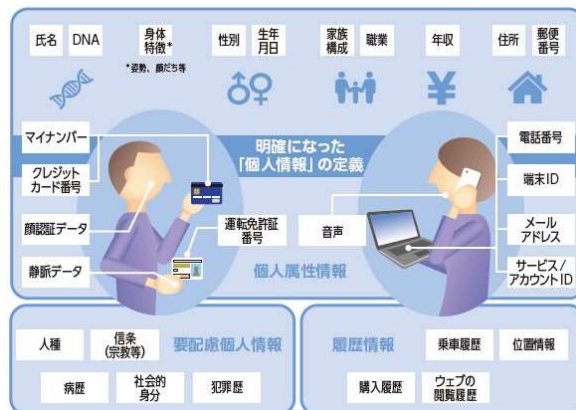 氏名
DNA
身体
特徴*
*姿勢、顔だち等
性別
生年
月日
家族
構成
職業
年収
住所
郵便
番号
マイナンバー
クレジット
カード番号
顔認証データ
静脈データ
運転免許証
番号
明確になった
「個人情報」の定義
音声
個人属性情報
電話番号
端末ID
メール
アドレス
サービス/
アカウントID
人種
信条
(宗教等)
要配慮個人情報
病歴
社会的
身分
犯罪歴
履歴情報
乗車履歴
位置情報
購入履歴
ウェブの
閲覧履歴